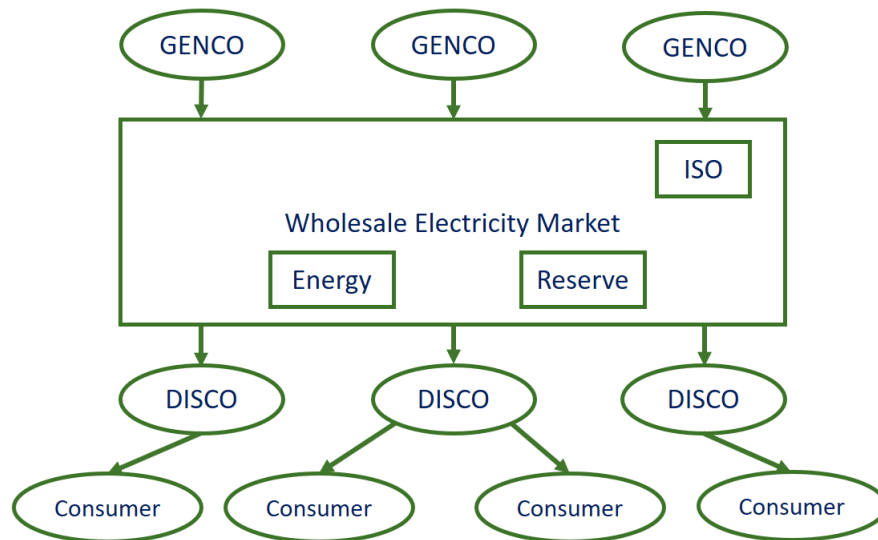 GENCO
GENCO
GENCO
ISO
Wholesale Electricity Market
Energy
Reserve
DISCO
DISCO
DISCO
Consumer
Consumer
Consumer
Consumer